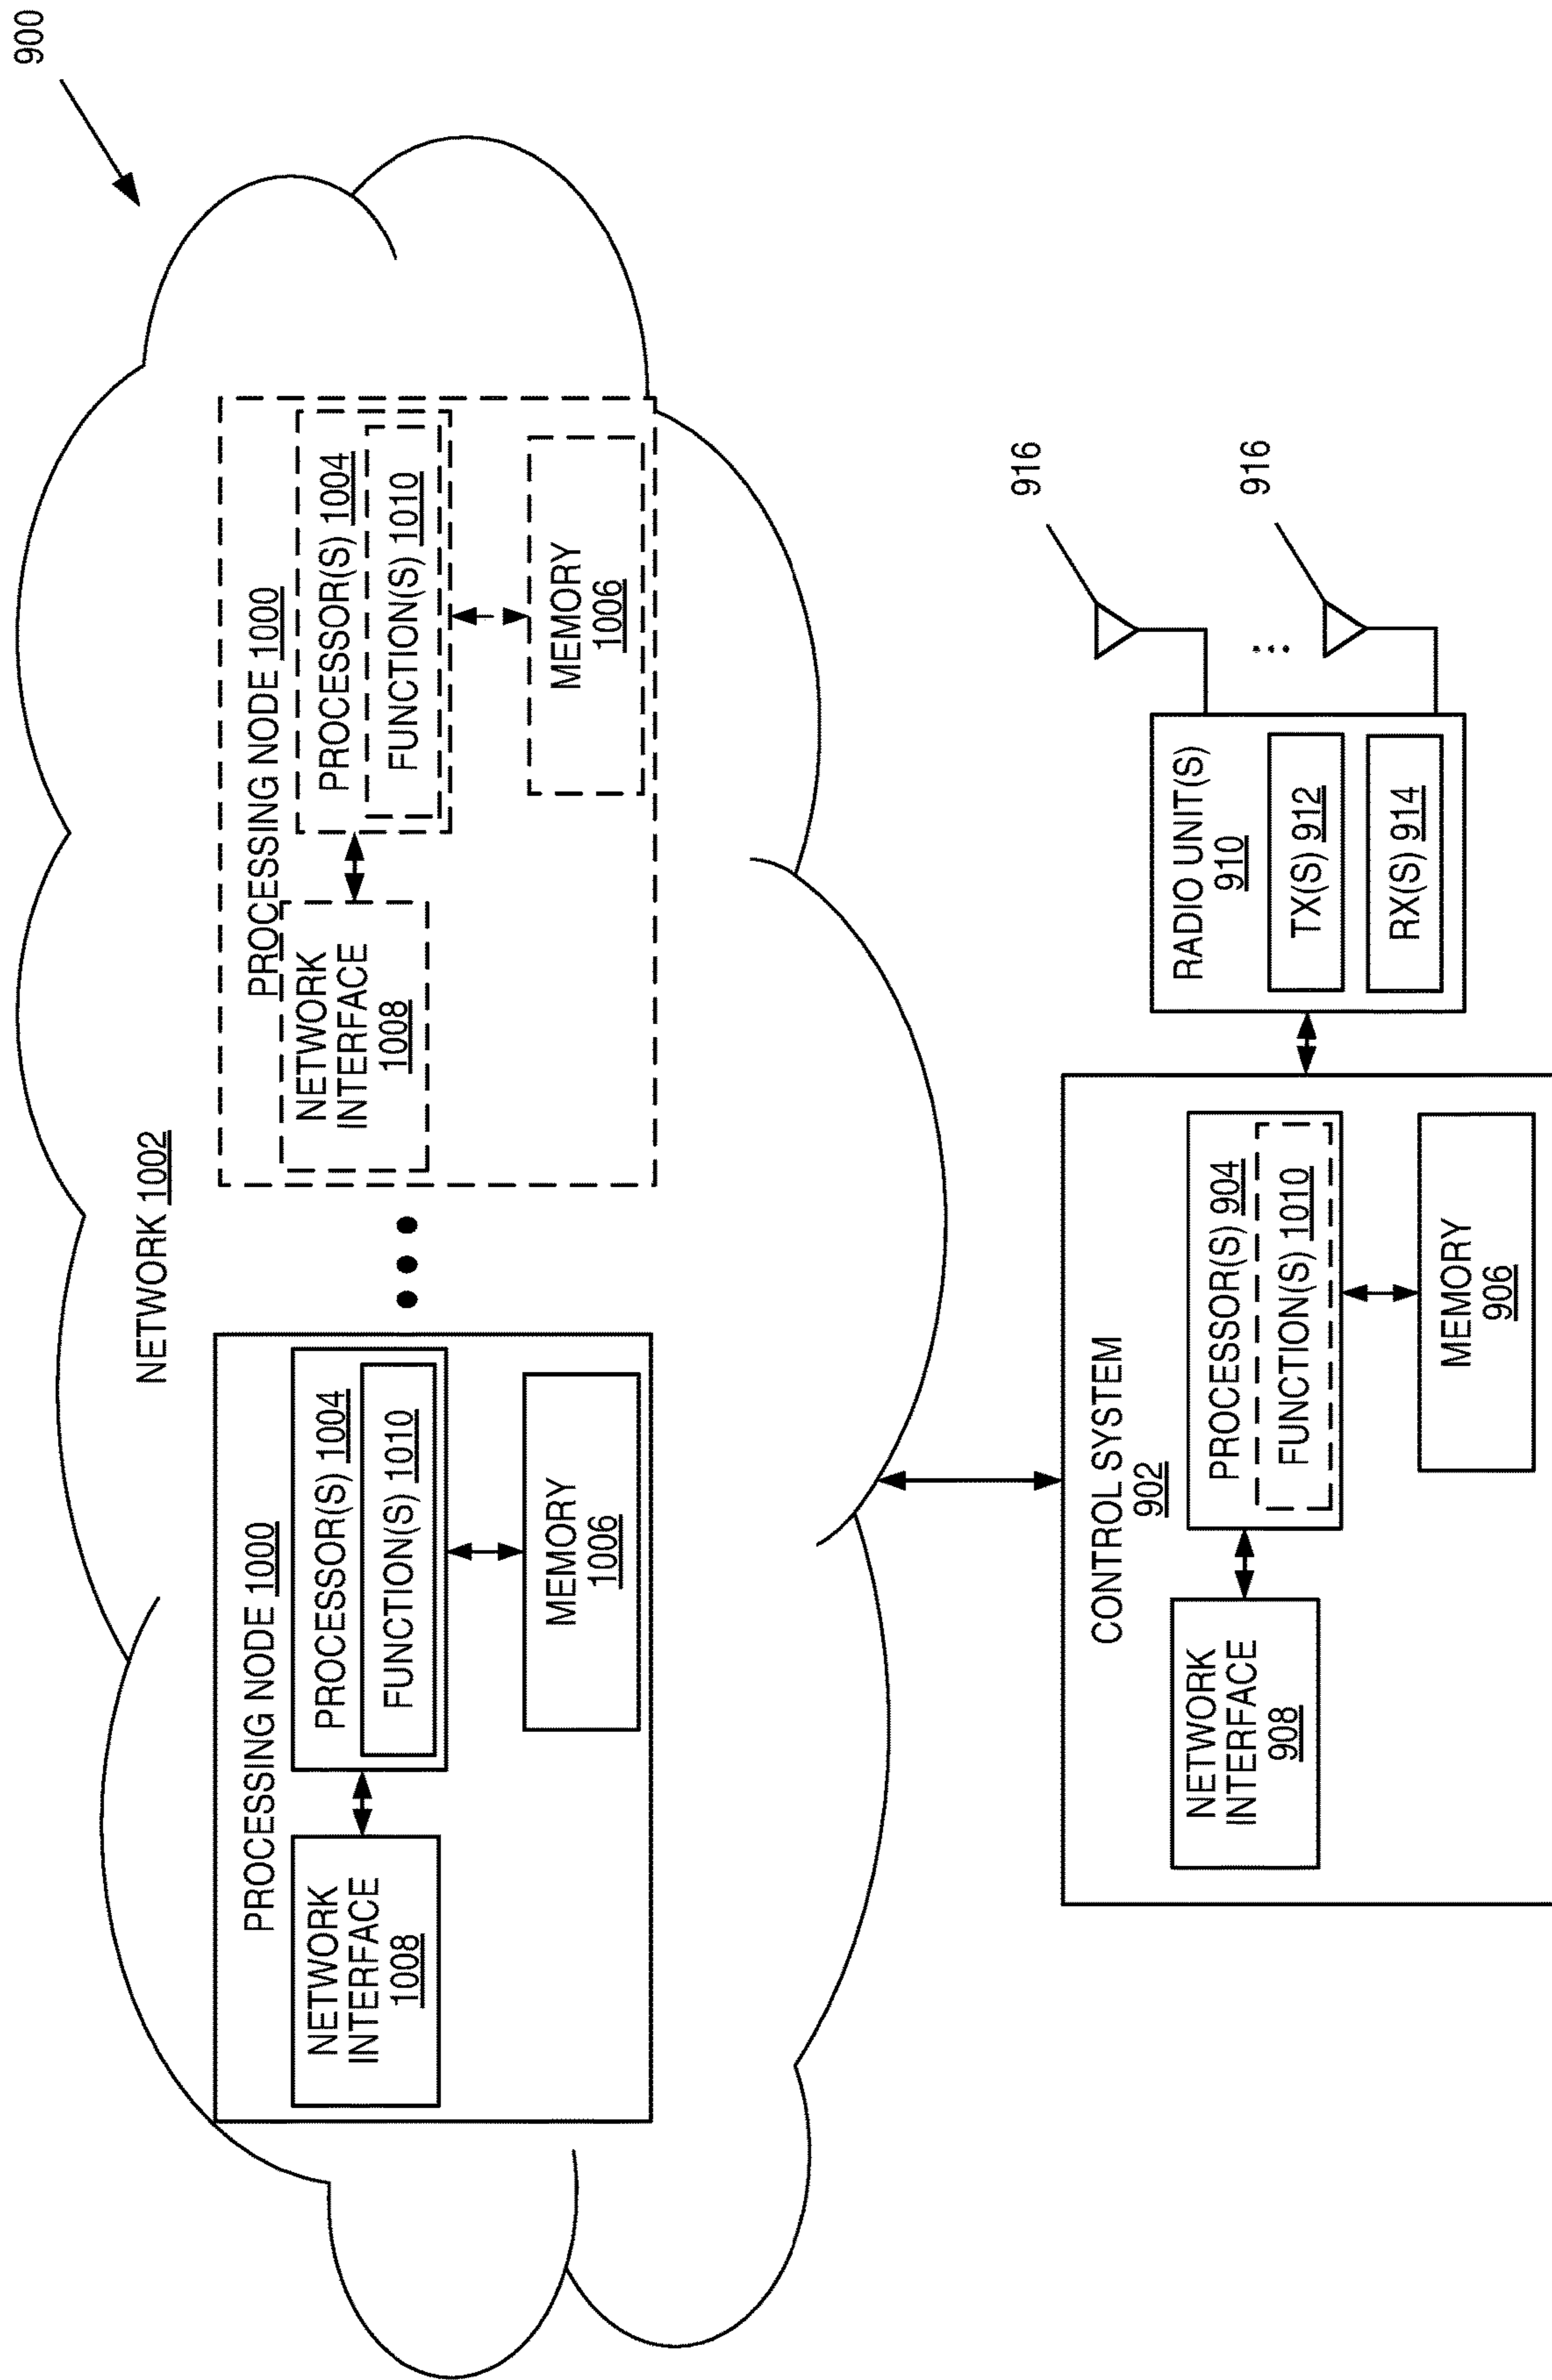 900
NETWORK 1002
PROCESSING NODE 1000
NETWORK
INTERFACE
1008
PROCESSOR(S) 1004
FUNCTION(S) 1010
MEMORY
1006
PROCESSING NODE 1000
NETWORK
INTERFACE
1008
PROCESSOR(S) 1004
FUNCTION(S) 1010
MEMORY
1006
CONTROL SYSTEM
902
NETWORK
INTERFACE
908
PROCESSOR(S) 904
FUNCTION(S) 1010
MEMORY
906
RADIO UNIT(S)
910
TX(S) 912
RX(S) 914
916
916